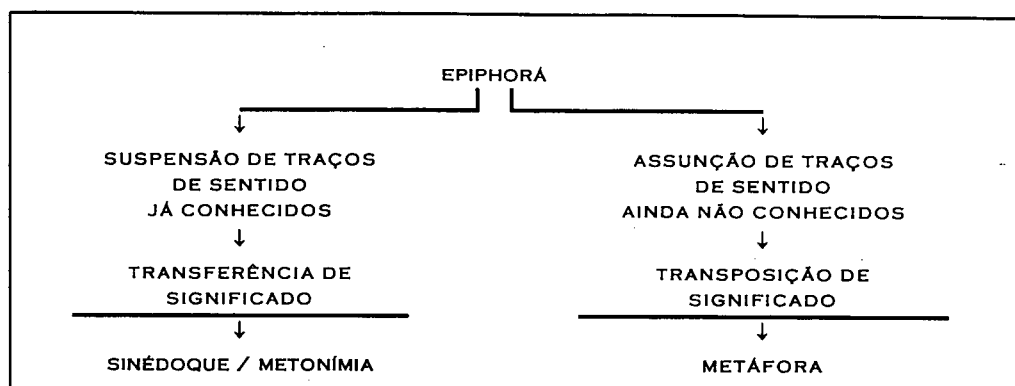 EPIPHORÁ
SUSPENSÃO DE TRAÇOS
DE SENTIDO
JÁ CONHECIDOS
TRANSFERÊNCIA DE
SIGNIFICADO
SINÉDOQUE / METONÍMIA
ASSUNÇÃO DE TRAÇOS
DE SENTIDO
AINDA NÃO CONHECIDOS
TRANSPOSIÇÃO DE
SIGNIFICADO
METÁFORA